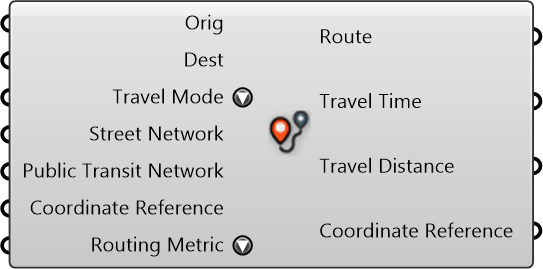 Orig
Dest
Travel Mode
Street Network
Public Transit Network
Coordinate Reference
Routing Metric
Route
Travel Time
Travel Distance
Coordinate Reference